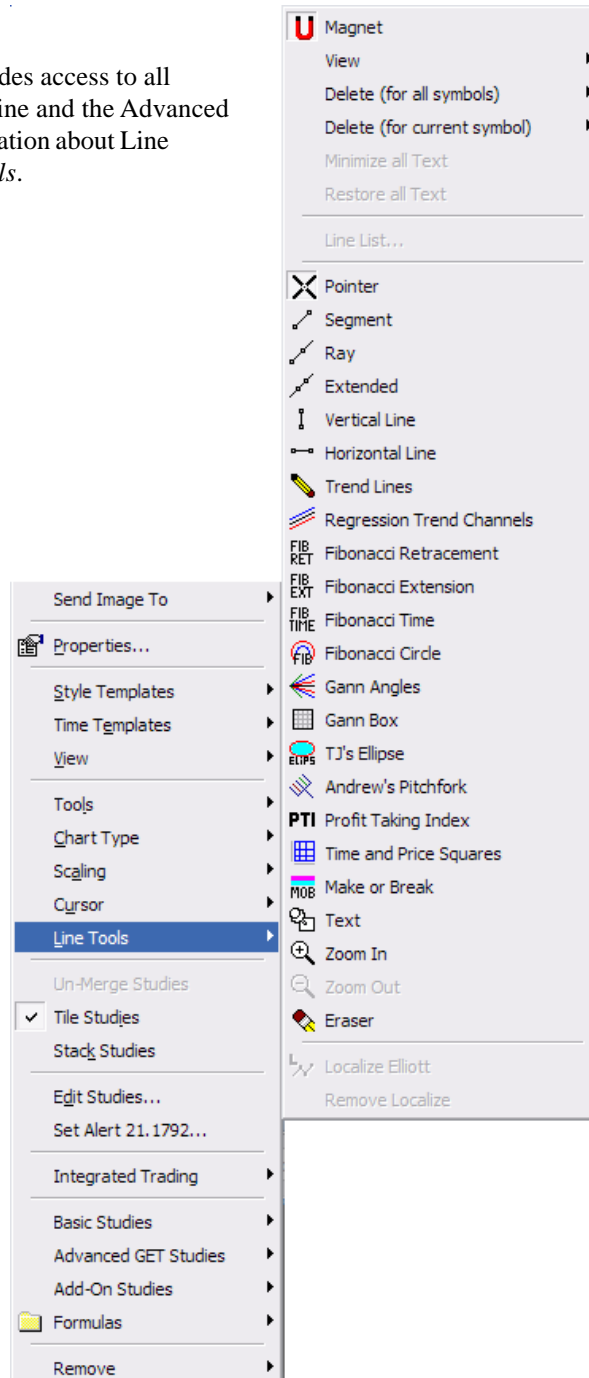 des access to all
ine and the Advanced
ation about Line
ls.
Magnet
View
Delete (for all symbols)
Delete (for current symbol)
Minimize all Text
Restore all Text
Line List...
Pointer
Segment
Ray
Extended
Vertical Line
Horizontal Line
Trend Lines
Regression Trend Channels
FIB RET Fibonacci Retracement
FIB EXT Fibonacci Extension
FIB TIME Fibonacci Time
FIB Fibonacci Circle
Gann Angles
Gann Box
ELIPS TJ's Ellipse
Andrew's Pitchfork
PTI Profit Taking Index
Time and Price Squares
MOB Make or Break
Text
Zoom In
Zoom Out
Eraser
Localize Elliott
Remove Localize
Send Image To
Properties...
Style Templates
Time Templates
View
Tools
Chart Type
Scaling
Cursor
Line Tools
Un-Merge Studies
Tile Studies
Stack Studies
Edit Studies...
Set Alert 21.1792...
Integrated Trading
Basic Studies
Advanced GET Studies
Add-On Studies
Formulas
Remove